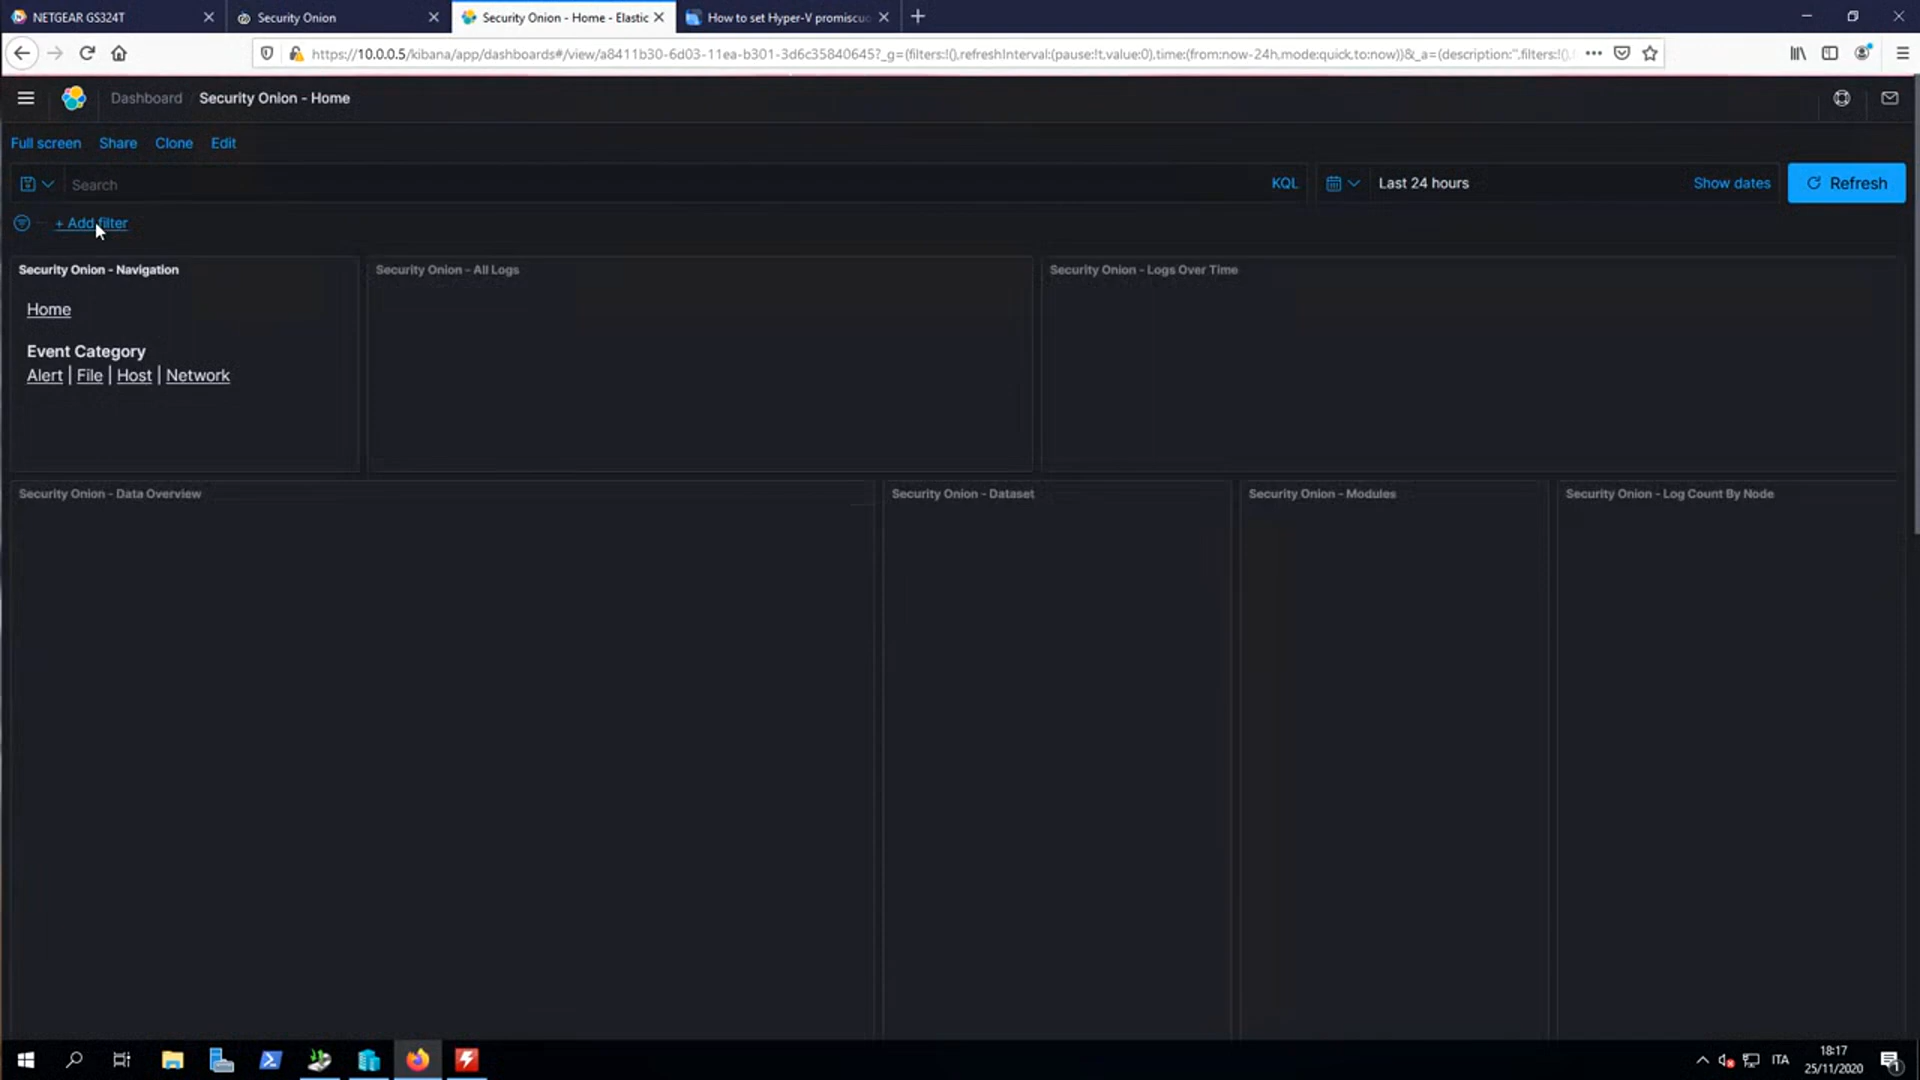 NETGEAR GS324T
Security Onion
Security Onion - Home - Elastic
How to set Hyper-V promiscuo
https://10.0.0.5/kibana/app/dashboards#/view/a8411b30-6d03-11ea-b301-3d6c35840645?_g=(filters:!(),refreshInterval:(pause:!t,value:0),time:(from:now-24h,mode:quick,to:now))&_a=(description:'',filters:!(),f
Dashboard / Security Onion - Home
Full screen Share Clone Edit
Search KQL Last 24 hours Show dates Refresh
+ Add filter
Security Onion - Navigation
Home
Event Category
Alert | File | Host | Network
Security Onion - All Logs
Security Onion - Logs Over Time
Security Onion - Data Overview
Security Onion - Dataset
Security Onion - Modules
Security Onion - Log Count By Node
ITA
18:17
25/11/2020
1